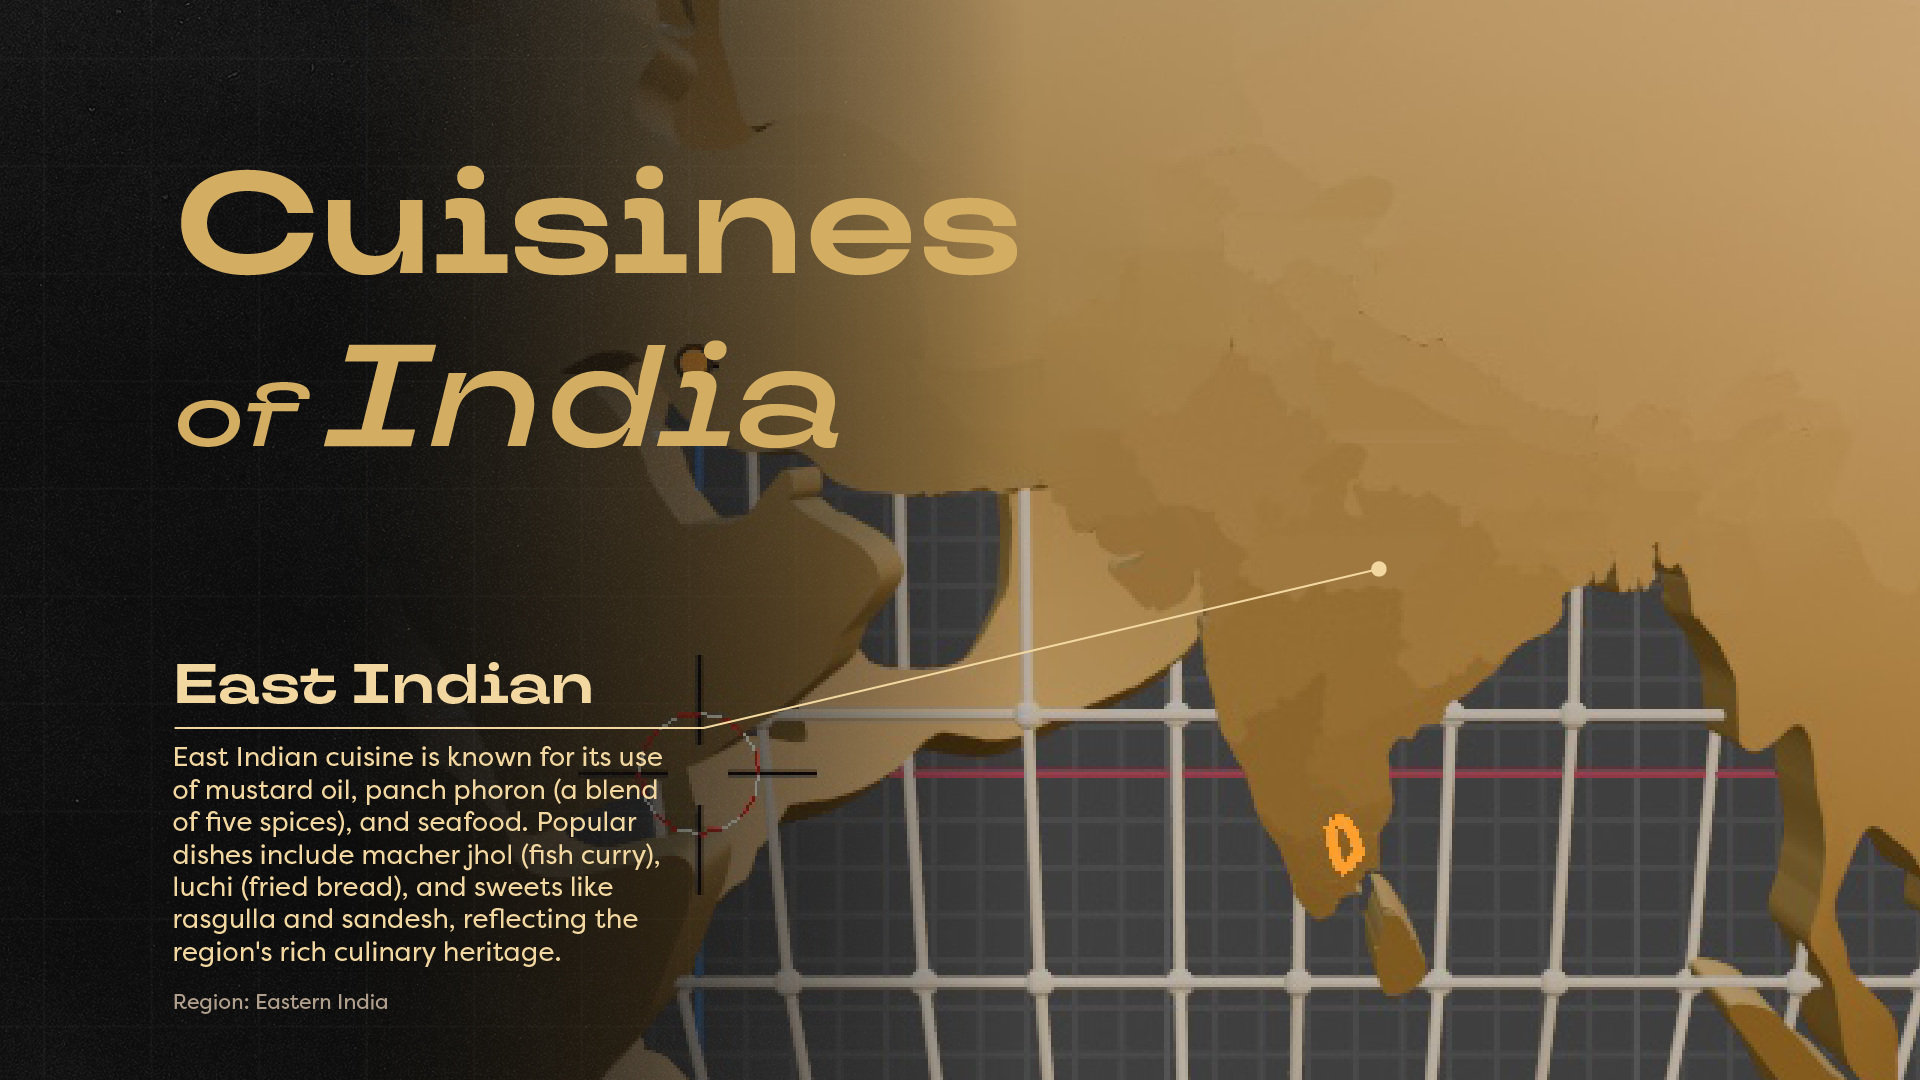 Cuisines
of India
East Indian
East Indian cuisine is known for its use
of mustard oil, panch phoron (a blend
of five spices), and seafood. Popular
dishes include macher jhol (fish curry),
luchi (fried bread), and sweets like
rasgulla and sandesh, reflecting the
region's rich culinary heritage.
Region: Eastern India